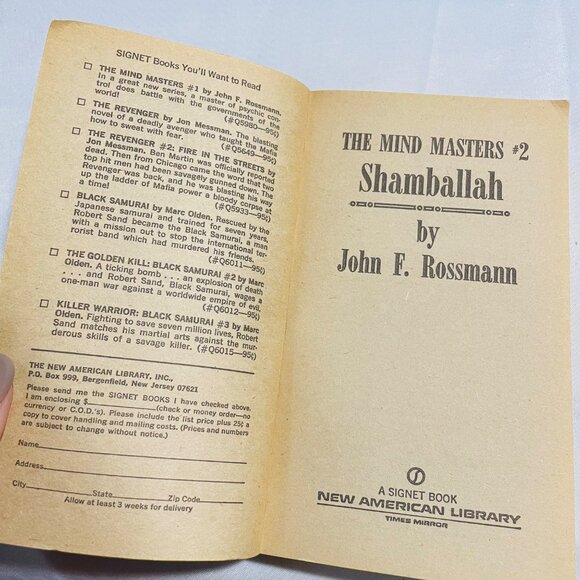 SIGNET Books You'll Want to Read
□ THE MIND MASTERS #1 by John F. Rossmann.
In a great new series, a master of psychic con-
trol does battle with the governments of the
world! (#Q5980—95¢)
□ THE REVENGER by Jon Messman. The blasting
novel of a deadly avenger who taught the Mafia
how to sweat with fear. (#Q5649—95¢)
□ THE REVENGER #2: FIRE IN THE STREETS by
Jon Messman. Ben Martin was officially reported
dead. Then from Chicago came the word that two
top hit men had been savagely gunned down. The
Revenger was back, and he was blasting his way
up the ladder of Mafia power a bloody corpse at
a time! (#Q5933—95¢)
□ BLACK SAMURAI by Marc Olden. Rescued by the
Japanese samurai and trained for seven years,
Robert Sand became the Black Samurai, a man
with a mission out to stop the international ter-
rorist band which had murdered his friends.
(#Q6011—95¢)
□ THE GOLDEN KILL: BLACK SAMURAI #2 by Marc
Olden. A ticking bomb . . . an explosion of death
. . . and Robert Sand, Black Samurai, wages a
one-man war against a worldwide empire of evil.
(#Q6012—95¢)
□ KILLER WARRIOR: BLACK SAMURAI #3 by Marc
Olden. Fighting to save seven million lives, Robert
Sand matches his martial arts against the mur-
derous skills of a savage killer. (#Q6015—95¢)
THE NEW AMERICAN LIBRARY, INC.,
P.O. Box 999, Bergenfield, New Jersey 07621
Please send me the SIGNET BOOKS I have checked above.
I am enclosing $ (check or money order—no
currency or C.O.D.'s). Please include the list price plus 25¢ a
copy to cover handling and mailing costs. (Prices and numbers
are subject to change without notice.)
Name
Address
City State Zip Code
Allow at least 3 weeks for delivery
THE MIND MASTERS #2
Shamballah
by
John F. Rossmann
A SIGNET BOOK
NEW AMERICAN LIBRARY
TIMES MIRROR